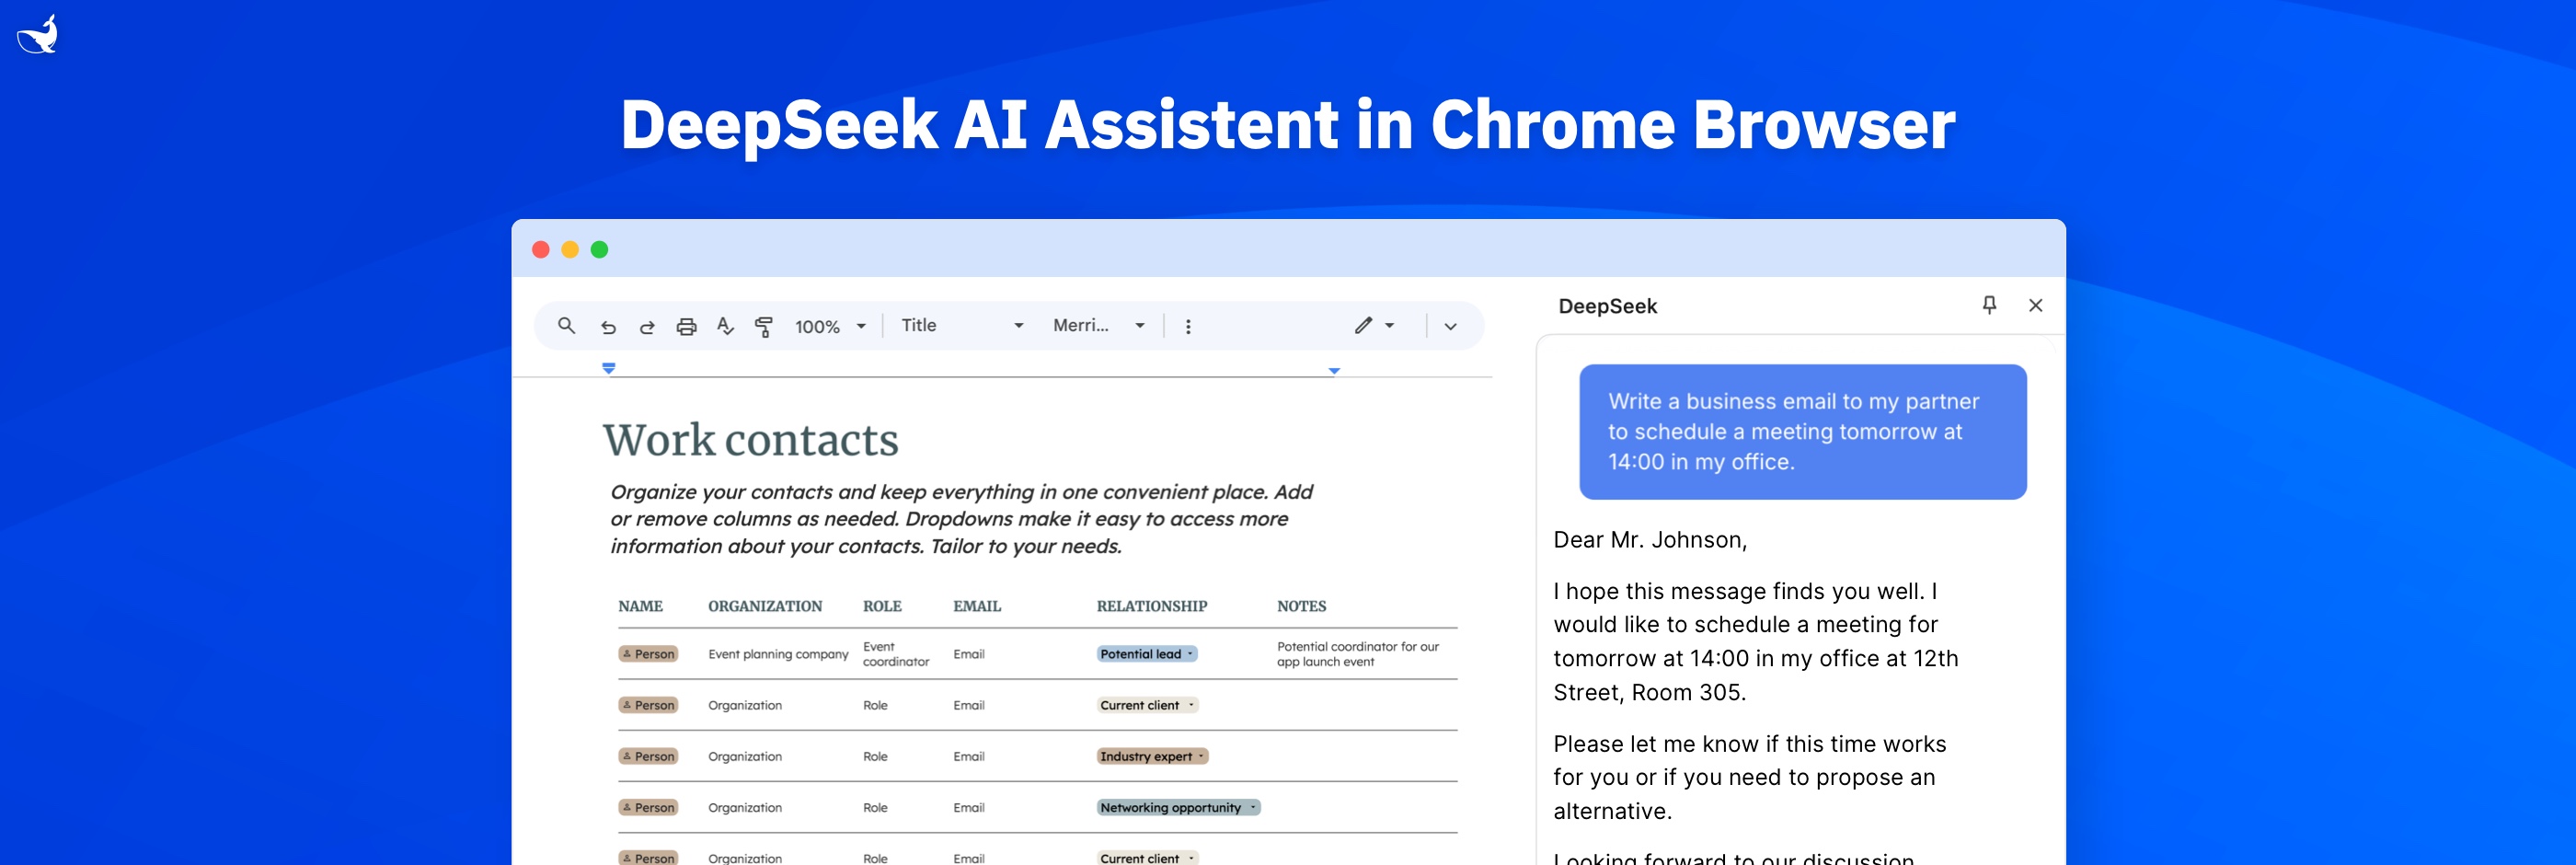 DeepSeek AI Assistent in Chrome Browser
100%
Title
Merri...
Work contacts
Organize your contacts and keep everything in one convenient place. Add
or remove columns as needed. Dropdowns make it easy to access more
information about your contacts. Tailor to your needs.
NAME ORGANIZATION ROLE EMAIL RELATIONSHIP NOTES
Person Event planning company Event coordinator Email Potential lead Potential coordinator for our
app launch event
Person Organization Role Email Current client
Person Organization Role Email Industry expert
Person Organization Role Email Networking opportunity
Person Organization Role Email Current client
DeepSeek
Write a business email to my partner
to schedule a meeting tomorrow at
14:00 in my office.
Dear Mr. Johnson,
I hope this message finds you well. I
would like to schedule a meeting for
tomorrow at 14:00 in my office at 12th
Street, Room 305.
Please let me know if this time works
for you or if you need to propose an
alternative.
Looking forward to our discussion